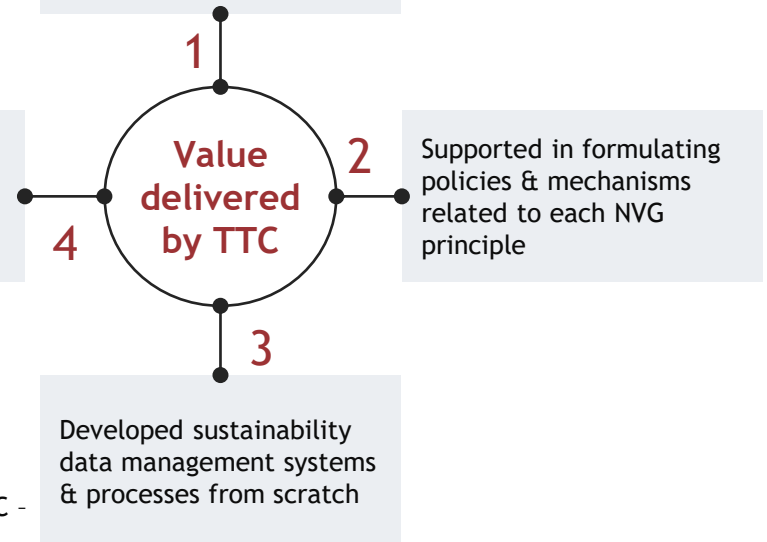 1
Value
delivered
by TTC
2
Supported in formulating
policies & mechanisms
related to each NVG
principle
4
3
Developed sustainability
data management systems
& processes from scratch
C –